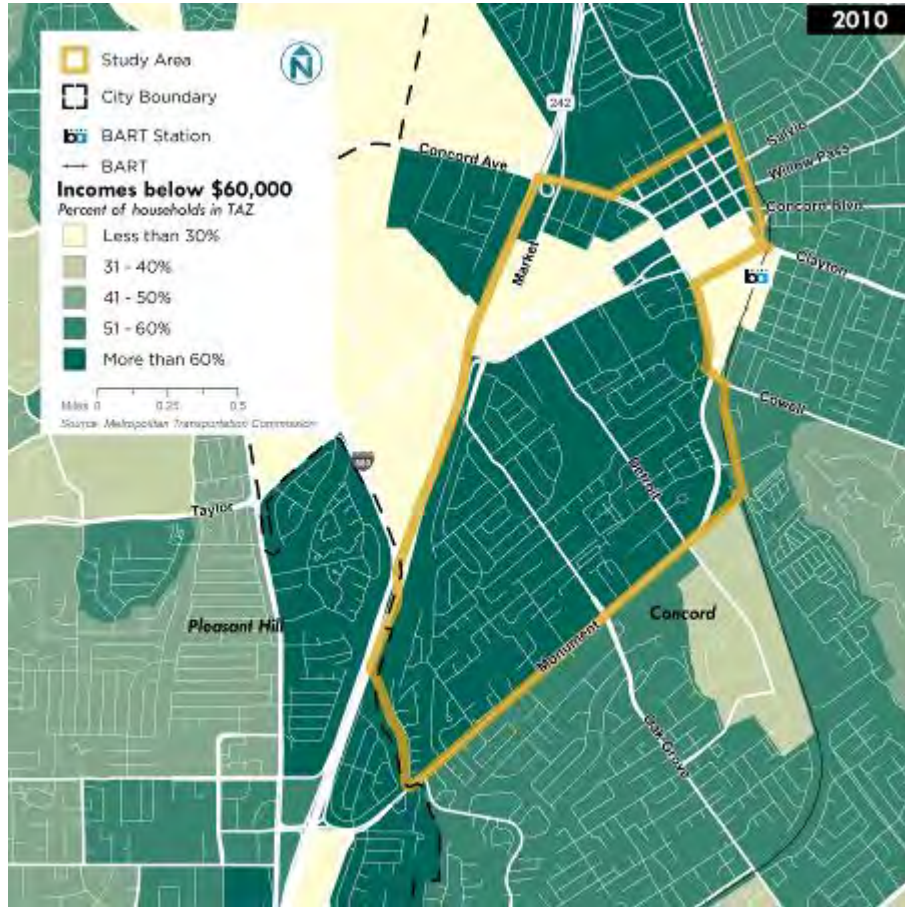 2010
Study Area
N
City Boundary
ba BART Station
BART
Incomes below $60,000
Percent of households in TAZ
Less than 30%
31 - 40%
41 - 50%
51 - 60%
More than 60%
Miles 0 0.25 0.5
Source: Metropolitan Transportation Commission
242
Concord Ave
Salvio
Willow Pass
Concord Blvd
Market
Clayton
ba
Cowell
Detroit
Taylor
Pleasant Hill
Concord
Monument
Oak Grove